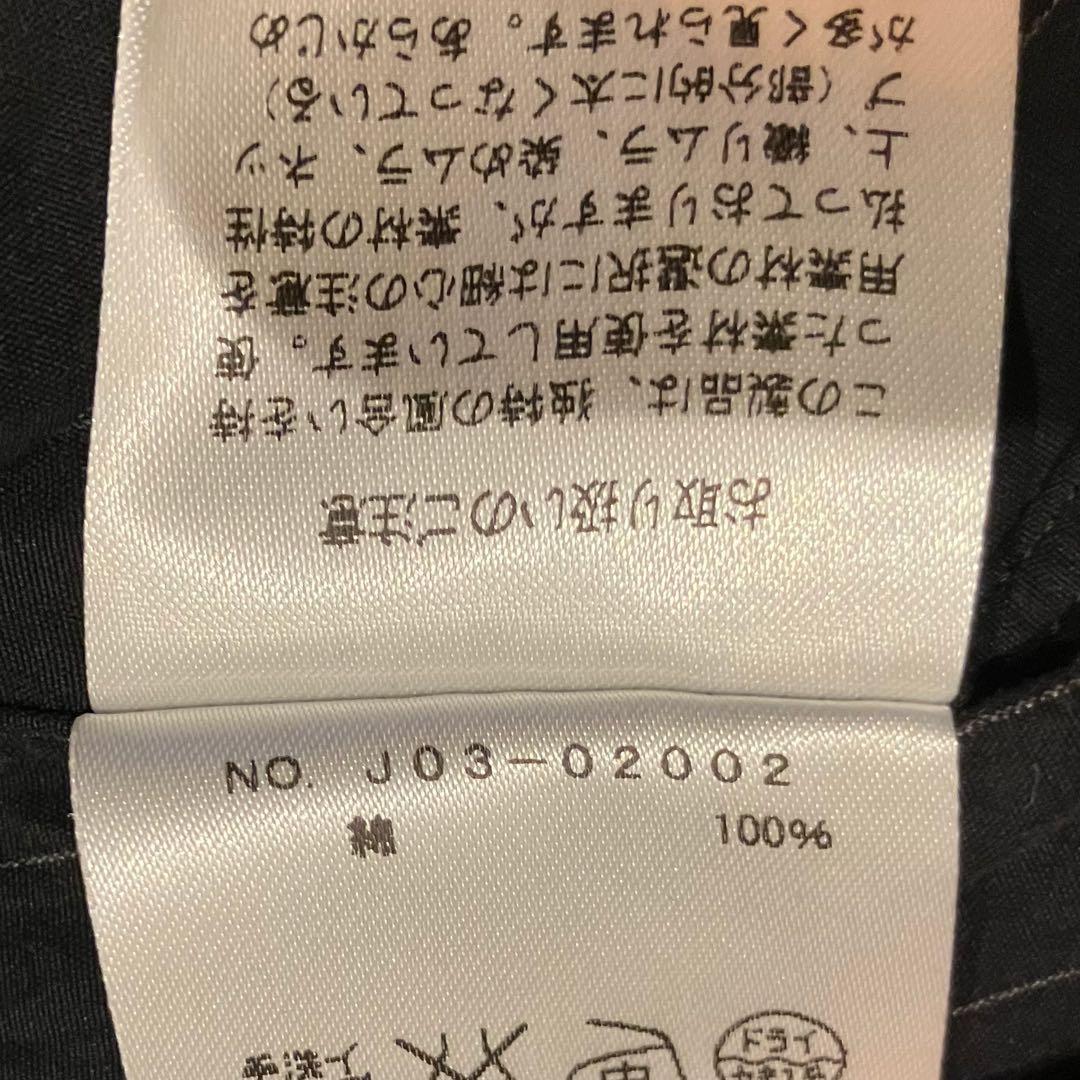 お取り扱いのご注意
この製品は、独特の風合いを持
った素材を使用しています。使
用素材の選択には細心の注意を
払っておりますが、素材の特性
上、織りムラ、染めムラ、ネッ
プ（部分的に太くなっている）
が多く見られます。あらかじめ
NO. J03-02002
綿 100%
手洗イ 中 ドライ